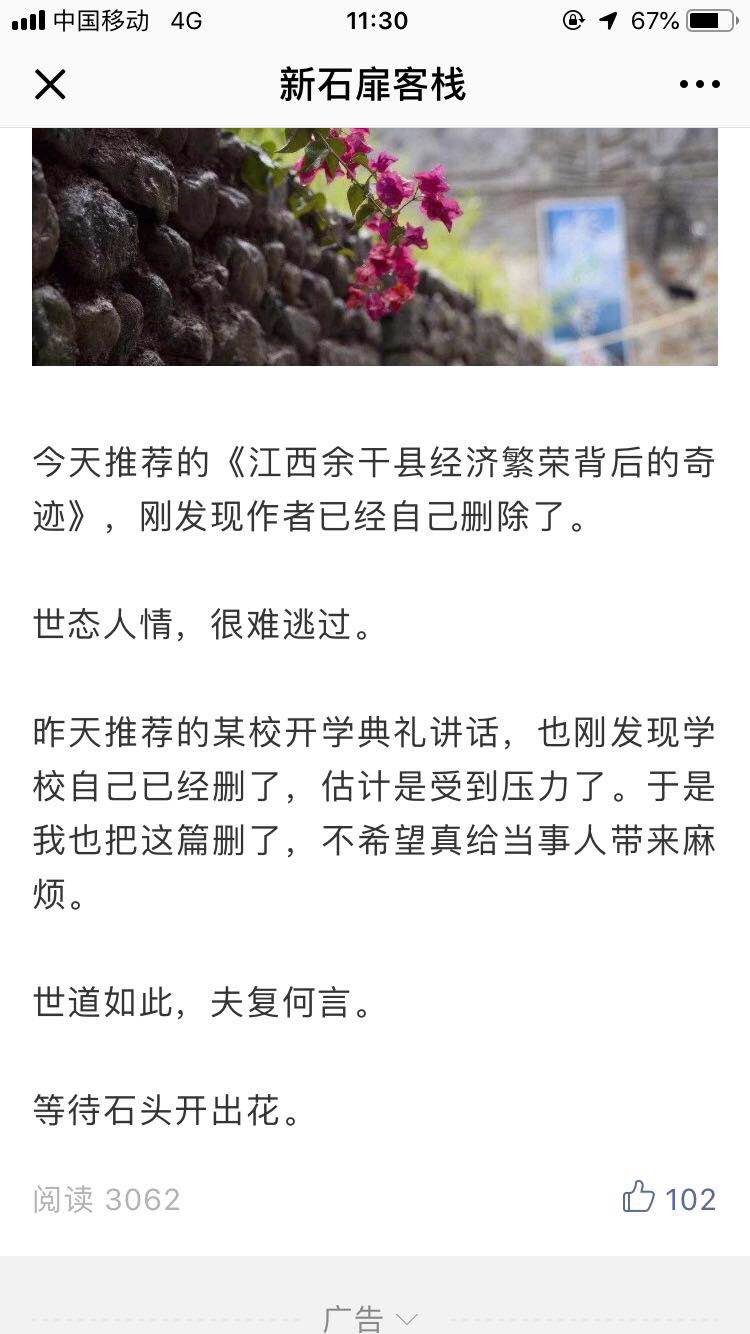 中国移动 4G 11:30 67%
新石扉客栈
今天推荐的《江西余干县经济繁荣背后的奇
迹》，刚发现作者已经自己删除了。
世态人情，很难逃过。
昨天推荐的某校开学典礼讲话，也刚发现学
校自己已经删了，估计是受到压力了。于是
我也把这篇删了，不希望真给当事人带来麻
烦。
世道如此，夫复何言。
等待石头开出花。
阅读 3062 102
广告